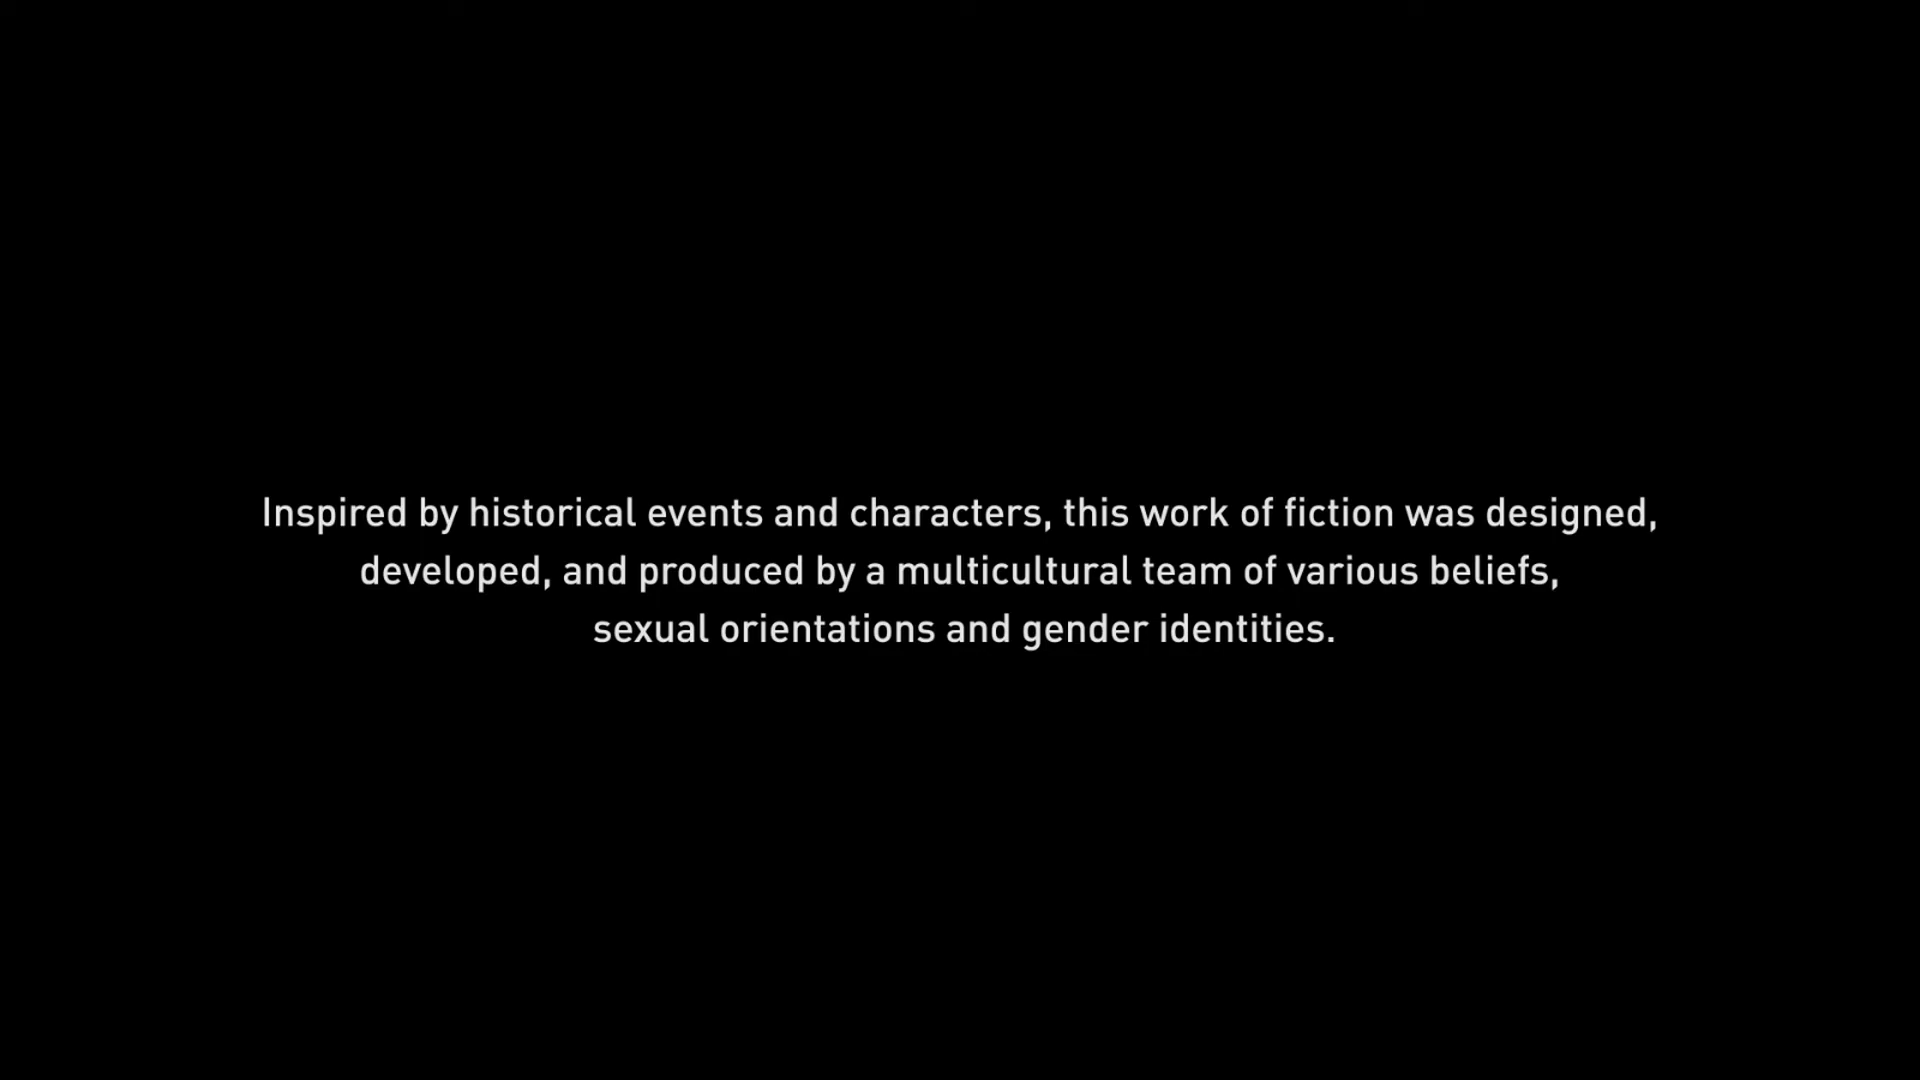 Inspired by historical events and characters, this work of fiction was designed,
developed, and produced by a multicultural team of various beliefs,
sexual orientations and gender identities.